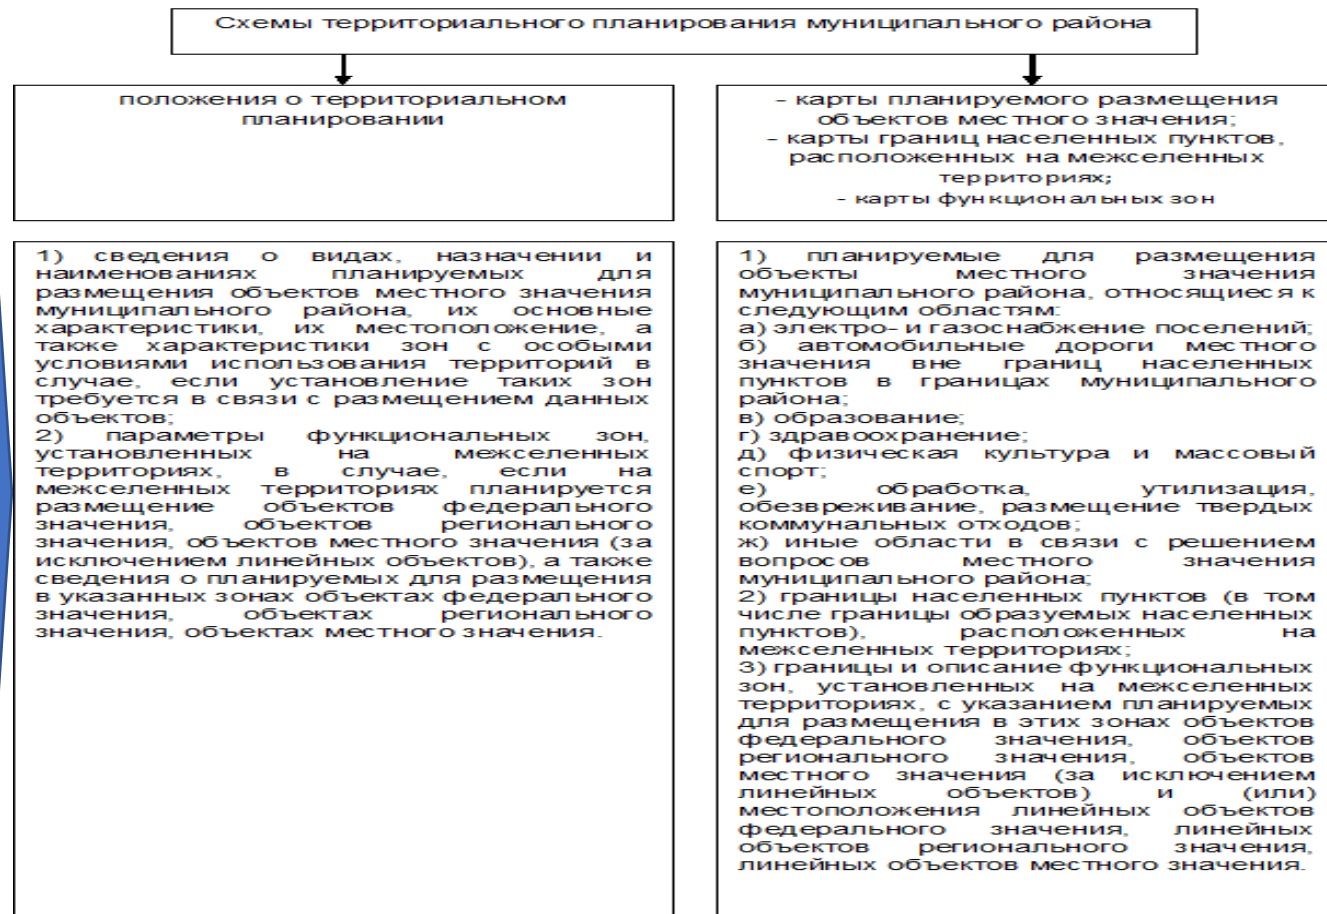 Схемы территориального планирования муниципального района
положения о территориальном
планировании
- карты планируемого размещения
объектов местного значения;
- карты границ населенных пунктов,
расположенных на межселенных
территориях;
- карты функциональных зон
1) сведения о видах, назначении и
наименованиях планируемых для
размещения объектов местного значения
муниципального района, их основные
характеристики, их местоположение, а
также характеристики зон с особыми
условиями использования территорий в
случае, если установление таких зон
требуется в связи с размещением данных
объектов;
2) параметры функциональных зон,
установленных на межселенных
территориях, в случае, если на
межселенных территориях планируется
размещение объектов федерального
значения, объектов регионального
значения, объектов местного значения (за
исключением линейных объектов), а также
сведения о планируемых для размещения
в указанных зонах объектах федерального
значения, объектах регионального
значения, объектах местного значения.
1) планируемые для размещения
объекты местного значения
муниципального района, относящиеся к
следующим областям:
а) электро- и газоснабжение поселений;
б) автомобильные дороги местного
значения вне границ населенных
пунктов в границах муниципального
района;
в) образование;
г) здравоохранение;
д) физическая культура и массовый
спорт;
е) обработка, утилизация,
обезвреживание, размещение твердых
коммунальных отходов;
ж) иные области в связи с решением
вопросов местного значения
муниципального района;
2) границы населенных пунктов (в том
числе границы образуемых населенных
пунктов), расположенных на
межселенных территориях;
3) границы и описание функциональных
зон, установленных на межселенных
территориях, с указанием планируемых
для размещения в этих зонах объектов
федерального значения, объектов
регионального значения, объектов
местного значения (за исключением
линейных объектов) и (или)
местоположения линейных объектов
федерального значения, линейных
объектов регионального значения,
линейных объектов местного значения.